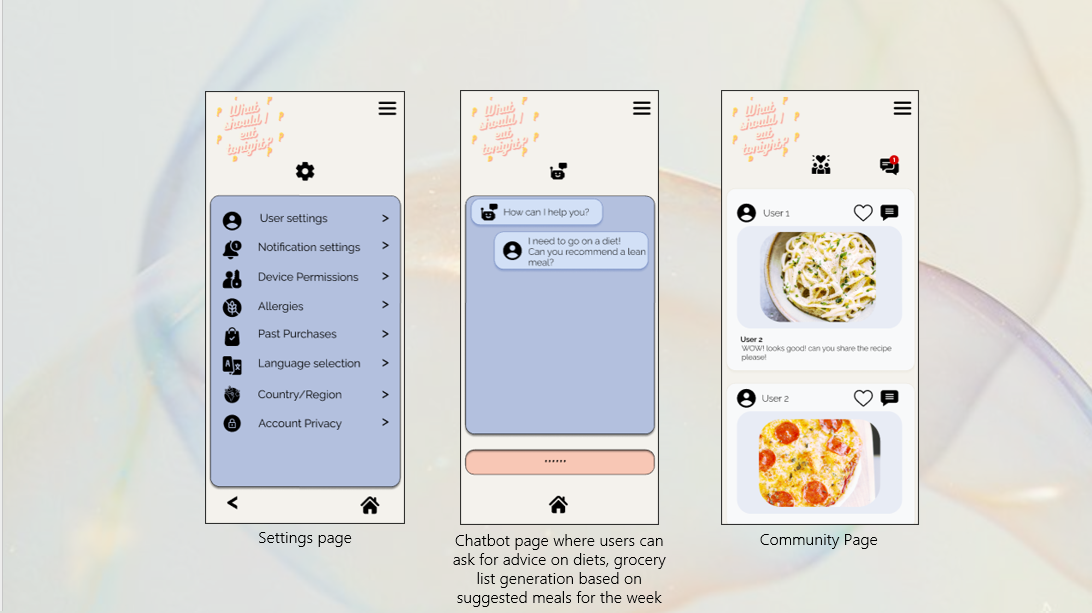 What
should I
eat
tonight?
User settings >
Notification settings >
Device Permissions >
Allergies >
Past Purchases >
Language selection >
Country/Region >
Account Privacy >
<
Settings page
What
should I
eat
tonight?
How can I help you?
I need to go on a diet!
Can you recommend a lean
meal?
......
Chatbot page where users can
ask for advice on diets, grocery
list generation based on
suggested meals for the week
What
should I
eat
tonight?
1
User 1
User 2
WOW! looks good! can you share the recipe
please!
User 2
Community Page